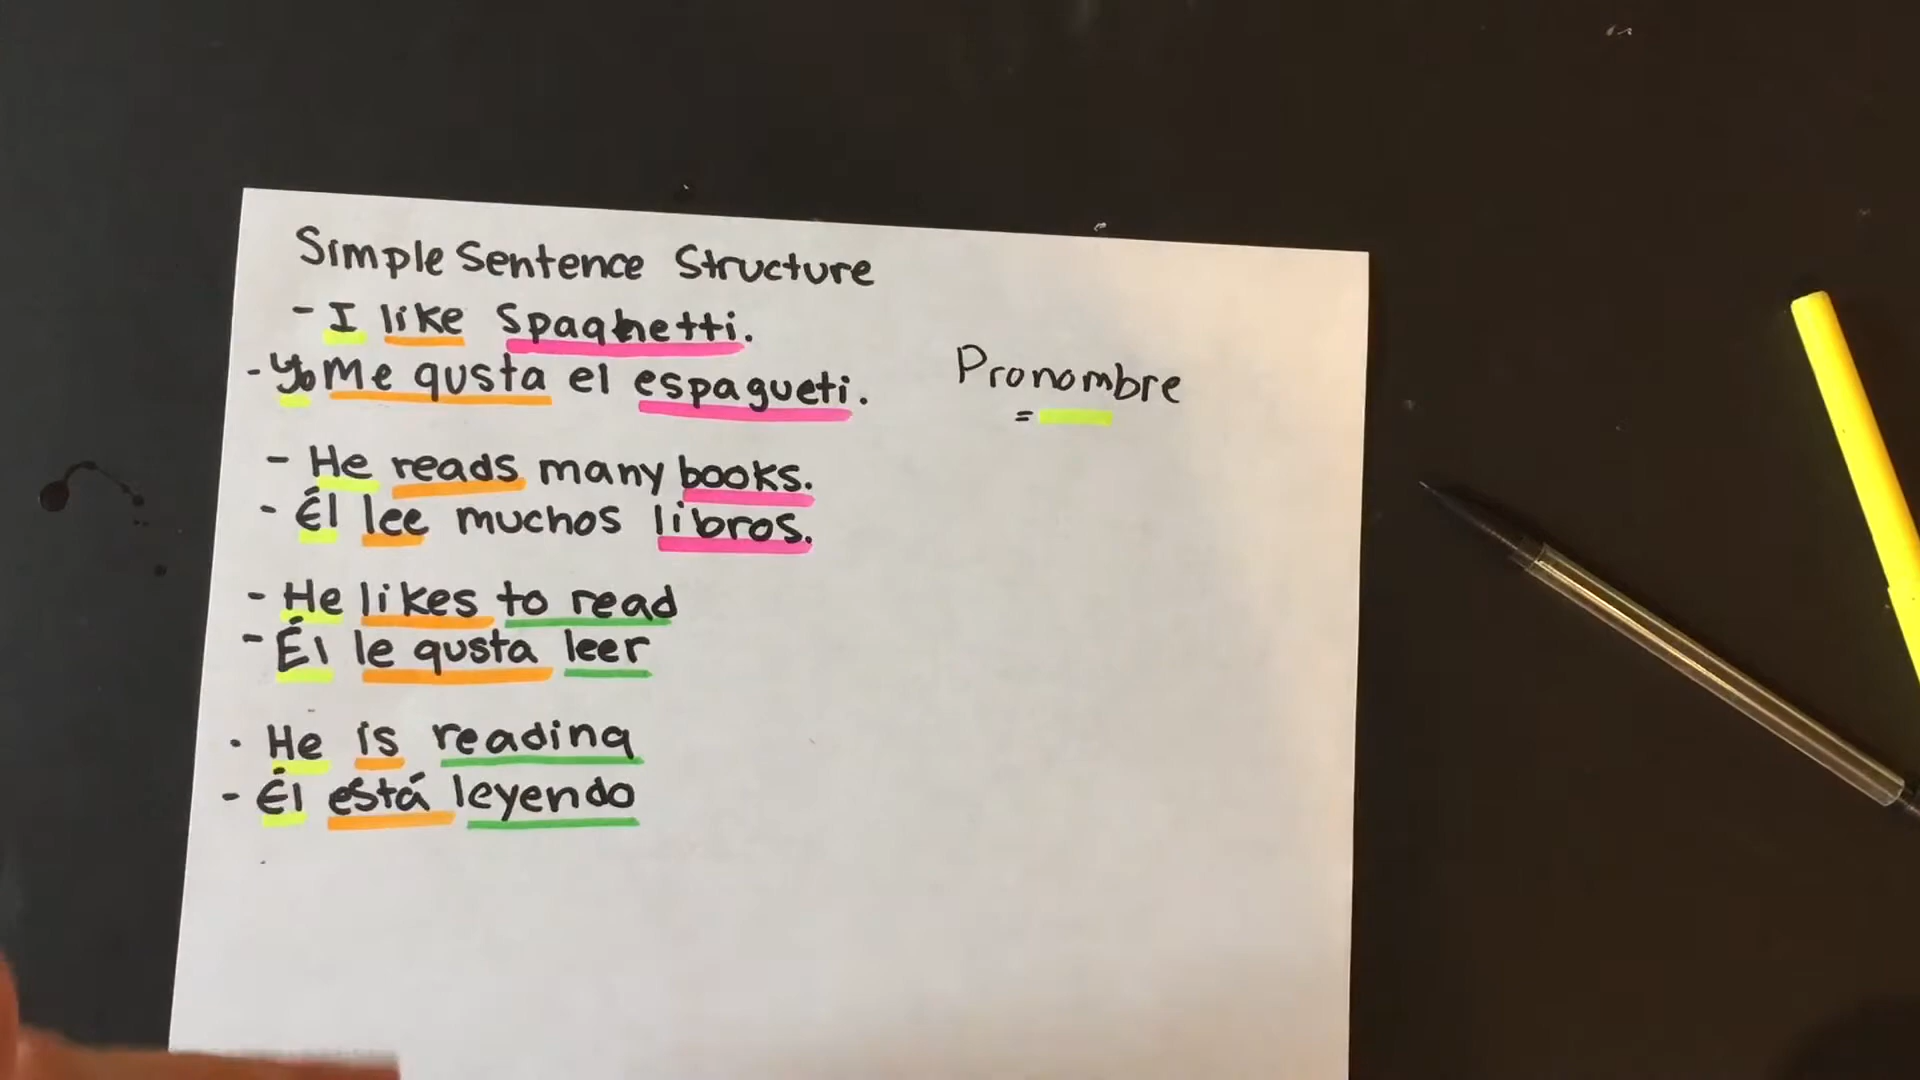 Simple Sentence Structure
- I like Spaghetti.
- Yo Me gusta el espagueti.
- He reads many books.
- Él lee muchos libros.
- He likes to read
- Él le gusta leer
· He is reading
- Él está leyendo
Pronombre
=